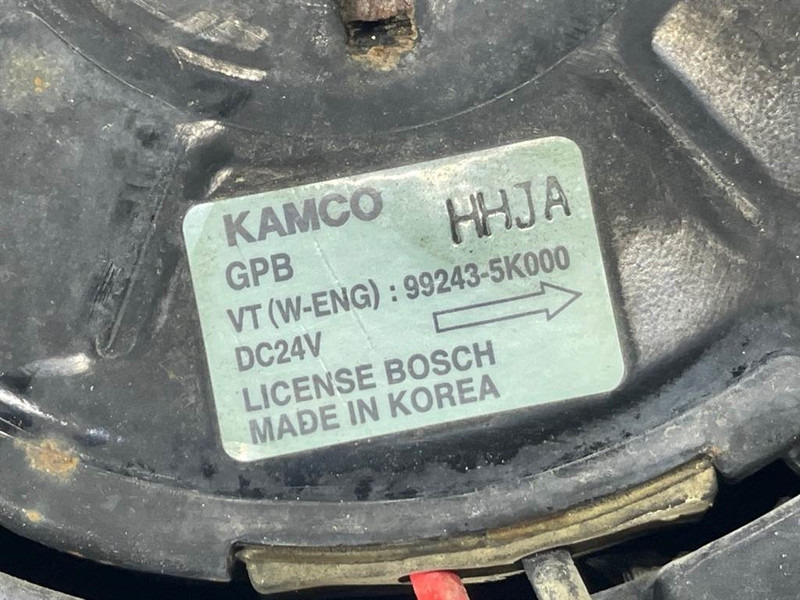 KAMCO HHJA
GPB
VT (W-ENG) : 99243-5K000
DC24V
LICENSE BOSCH
MADE IN KOREA